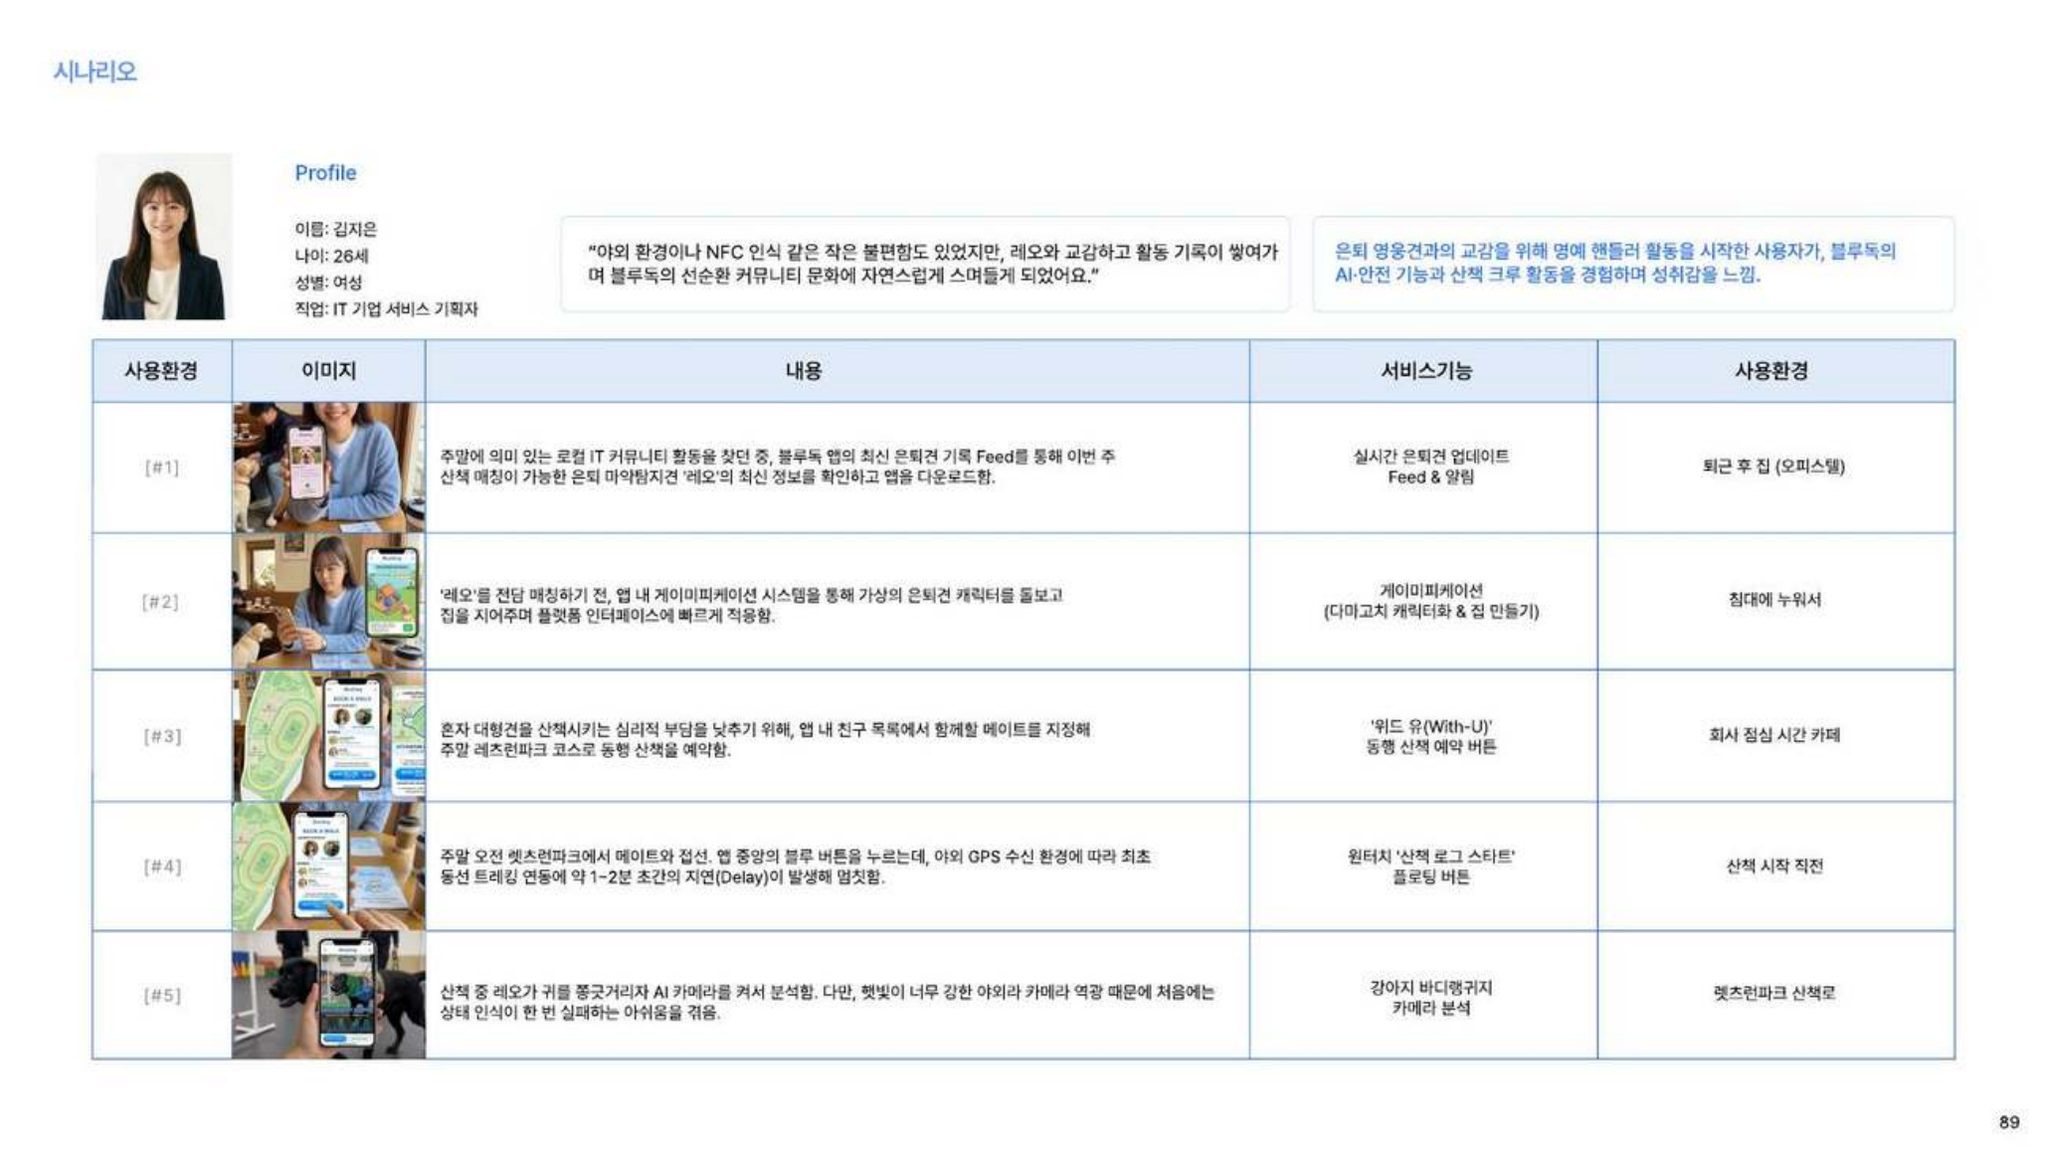 시나리오
Profile
이름: 김지은
나이: 26세
성별: 여성
직업: IT 기업 서비스 기획자
“야외 환경이나 NFC 인식 같은 작은 불편함도 있었지만, 레오와 교감하고 활동 기록이 쌓여가
며 블루독의 선순환 커뮤니티 문화에 자연스럽게 스며들게 되었어요.”
은퇴 영웅견과의 교감을 위해 명예 핸들러 활동을 시작한 사용자가, 블루독의
AI·안전 기능과 산책 크루 활동을 경험하며 성취감을 느낌.
사용환경 이미지 내용 서비스기능 사용환경
[#1]
주말에 의미 있는 로컬 IT 커뮤니티 활동을 찾던 중, 블루독 앱의 최신 은퇴견 기록 Feed를 통해 이번 주
산책 매칭이 가능한 은퇴 마약탐지견 '레오'의 최신 정보를 확인하고 앱을 다운로드함.
실시간 은퇴견 업데이트
Feed & 알림
퇴근 후 집 (오피스텔)
[#2]
'레오'를 전담 매칭하기 전, 앱 내 게이미피케이션 시스템을 통해 가상의 은퇴견 캐릭터를 돌보고
집을 지어주며 플랫폼 인터페이스에 빠르게 적응함.
게이미피케이션
(다마고치 캐릭터화 & 집 만들기)
침대에 누워서
[#3]
BOOK A WALK
혼자 대형견을 산책시키는 심리적 부담을 낮추기 위해, 앱 내 친구 목록에서 함께할 메이트를 지정해
주말 레츠런파크 코스로 동행 산책을 예약함.
'위드 유(With-U)'
동행 산책 예약 버튼
회사 점심 시간 카페
[#4]
BOOK A WALK
주말 오전 렛츠런파크에서 메이트와 접선. 앱 중앙의 블루 버튼을 누르는데, 야외 GPS 수신 환경에 따라 최초
동선 트레킹 연동에 약 1~2분 초간의 지연(Delay)이 발생해 멈칫함.
원터치 '산책 로그 스타트'
플로팅 버튼
산책 시작 직전
[#5]
산책 중 레오가 귀를 쫑긋거리자 AI 카메라를 켜서 분석함. 다만, 햇빛이 너무 강한 야외라 카메라 역광 때문에 처음에는
상태 인식이 한 번 실패하는 아쉬움을 겪음.
강아지 바디랭귀지
카메라 분석
렛츠런파크 산책로
89